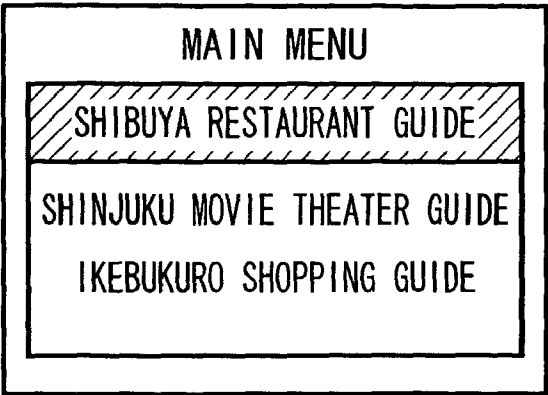 MAIN MENU
SHIBUYA RESTAURANT GUIDE
SHINJUKU MOVIE THEATER GUIDE
IKEBUKURO SHOPPING GUIDE